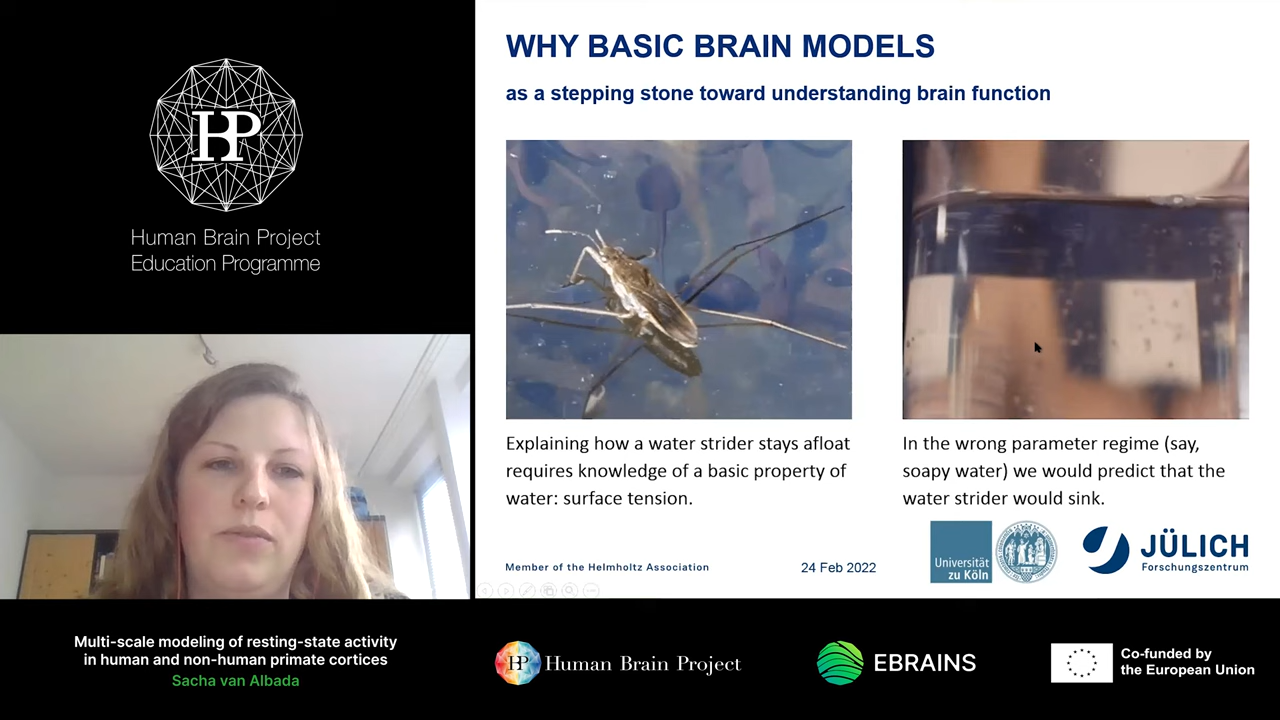 HP
Human Brain Project
Education Programme
WHY BASIC BRAIN MODELS
as a stepping stone toward understanding brain function
Explaining how a water strider stays afloat
requires knowledge of a basic property of
water: surface tension.
In the wrong parameter regime (say,
soapy water) we would predict that the
water strider would sink.
Universität
zu Köln
JÜLICH
Forschungszentrum
Member of the Helmholtz Association
24 Feb 2022
Multi-scale modeling of resting-state activity
in human and non-human primate cortices
Sacha van Albada
HP
Human Brain Project
EBRAINS
Co-funded by
the European Union